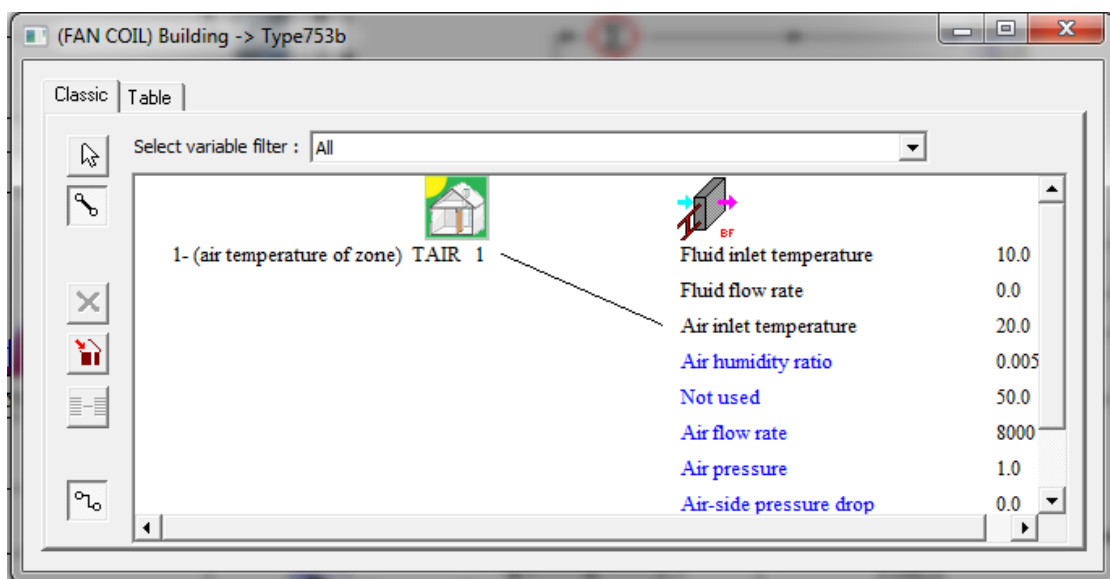 (FAN COIL) Building -> Type753b
Classic Table
Select variable filter : All
BF
1- (air temperature of zone) TAIR 1 Fluid inlet temperature 10.0
Fluid flow rate 0.0
Air inlet temperature 20.0
Air humidity ratio 0.005
Not used 50.0
Air flow rate 8000
Air pressure 1.0
Air-side pressure drop 0.0